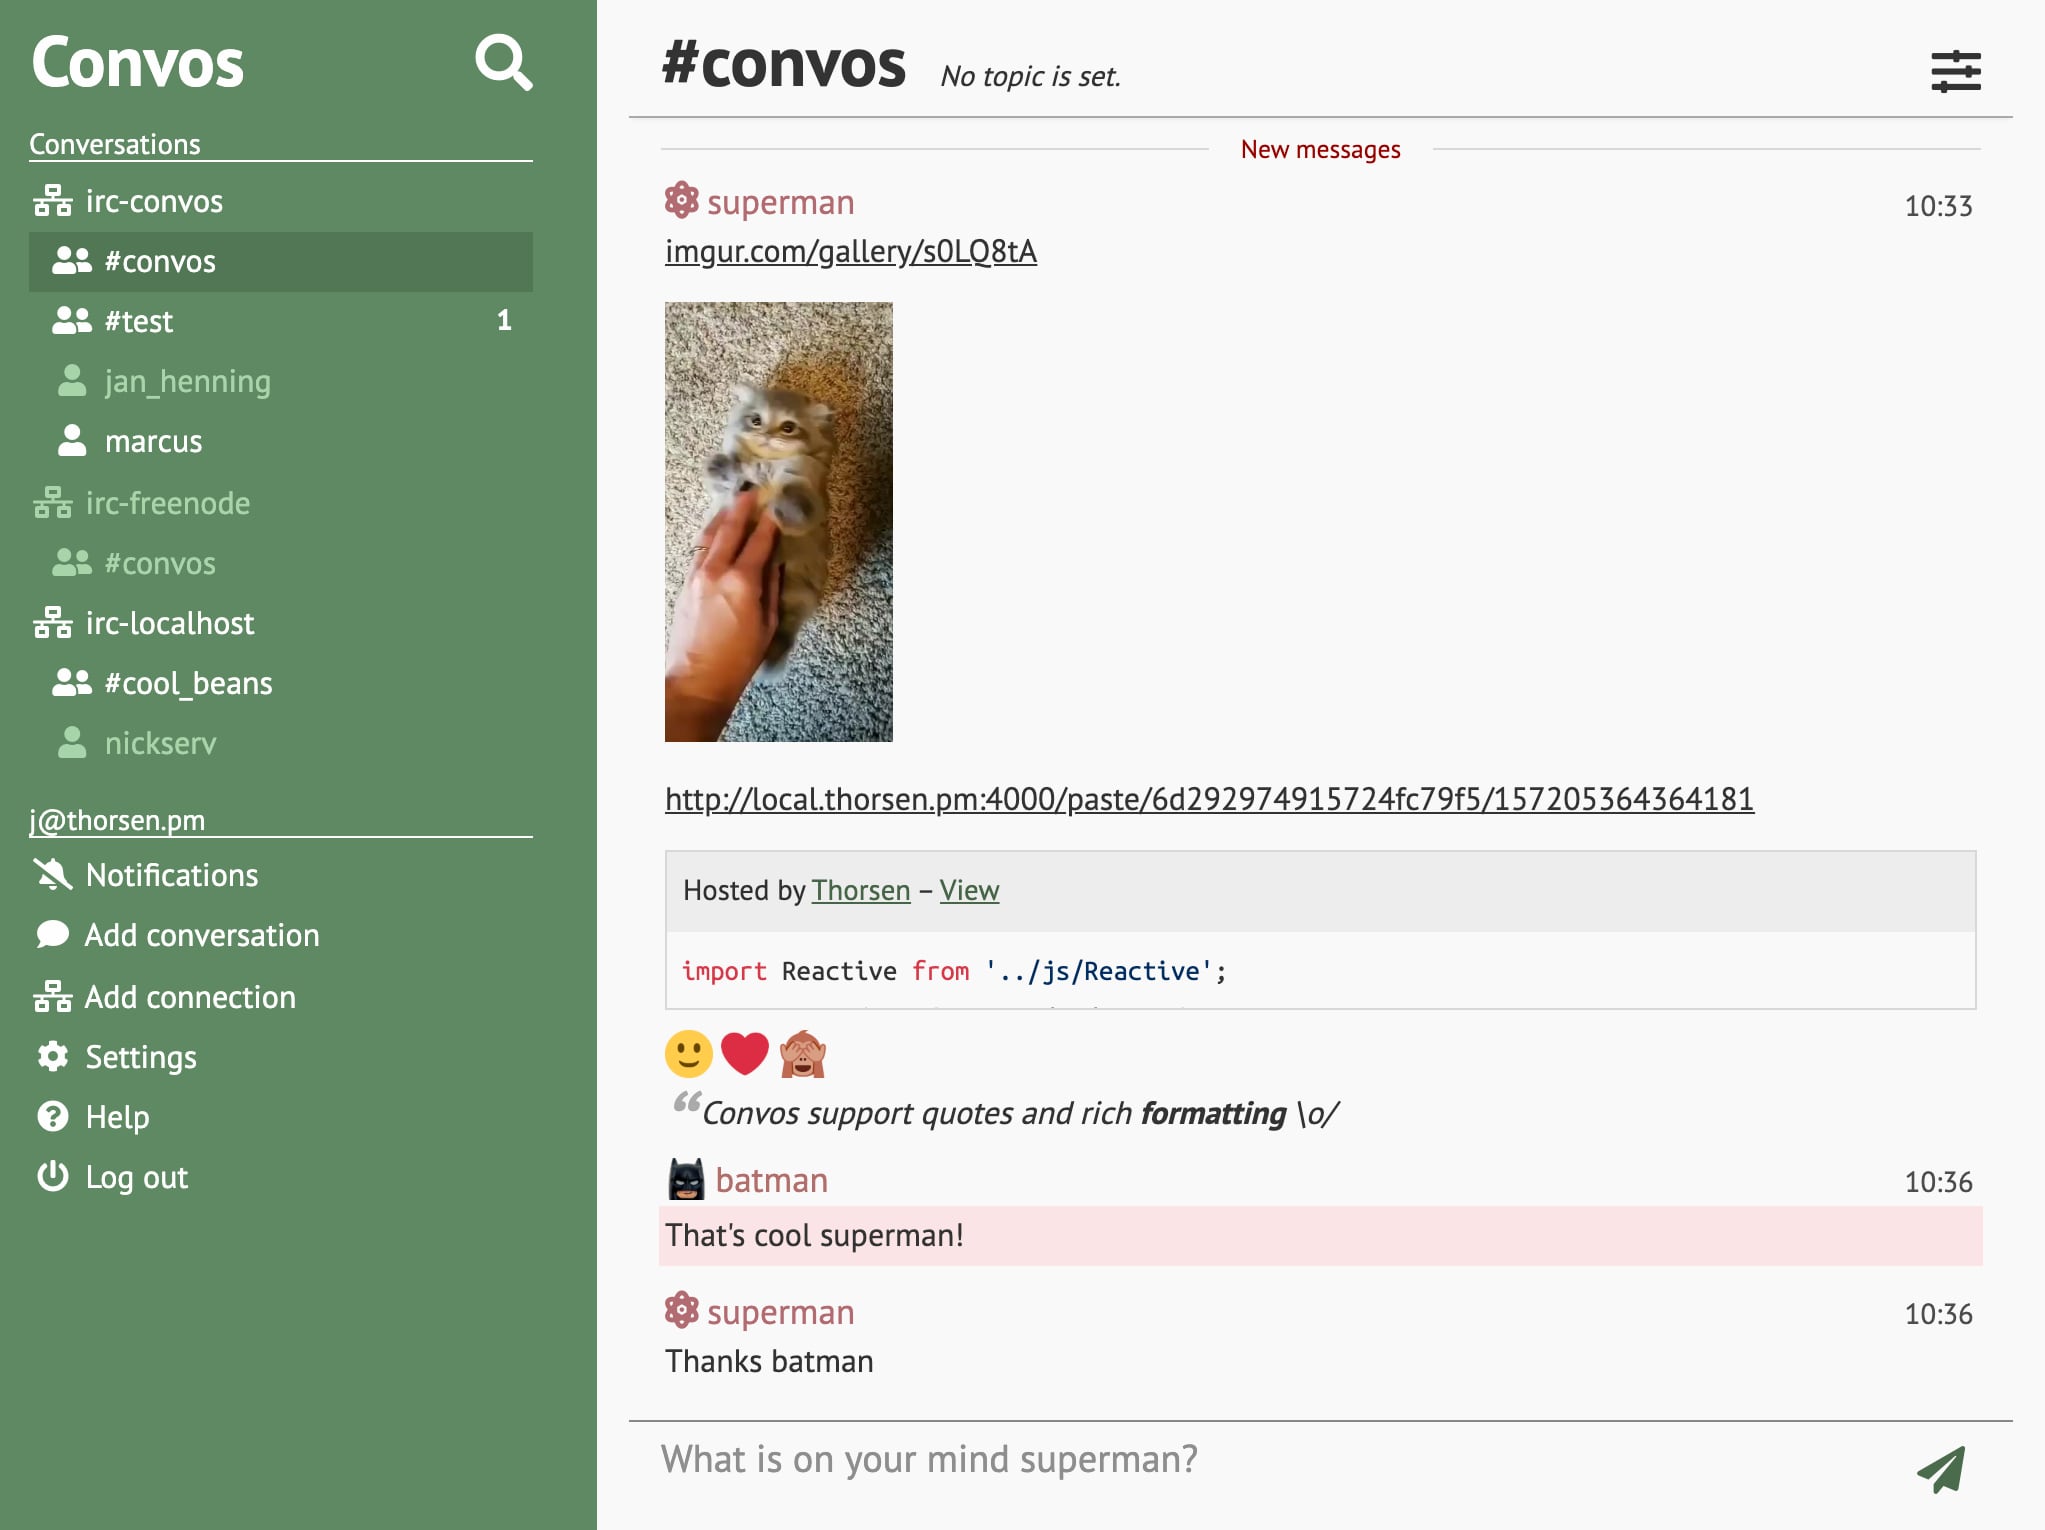 Convos
Conversations
irc-convos
#convos
#test 1
jan_henning
marcus
irc-freenode
#convos
irc-localhost
#cool_beans
nickserv
j@thorsen.pm
Notifications
Add conversation
Add connection
Settings
Help
Log out
#convos No topic is set.
New messages
superman 10:33
imgur.com/gallery/s0LQ8tA
http://local.thorsen.pm:4000/paste/6d292974915724fc79f5/157205364364181
Hosted by Thorsen – View
import Reactive from '../js/Reactive';
🙂❤️🙈
“Convos support quotes and rich formatting \o/
batman 10:36
That's cool superman!
superman 10:36
Thanks batman
What is on your mind superman?